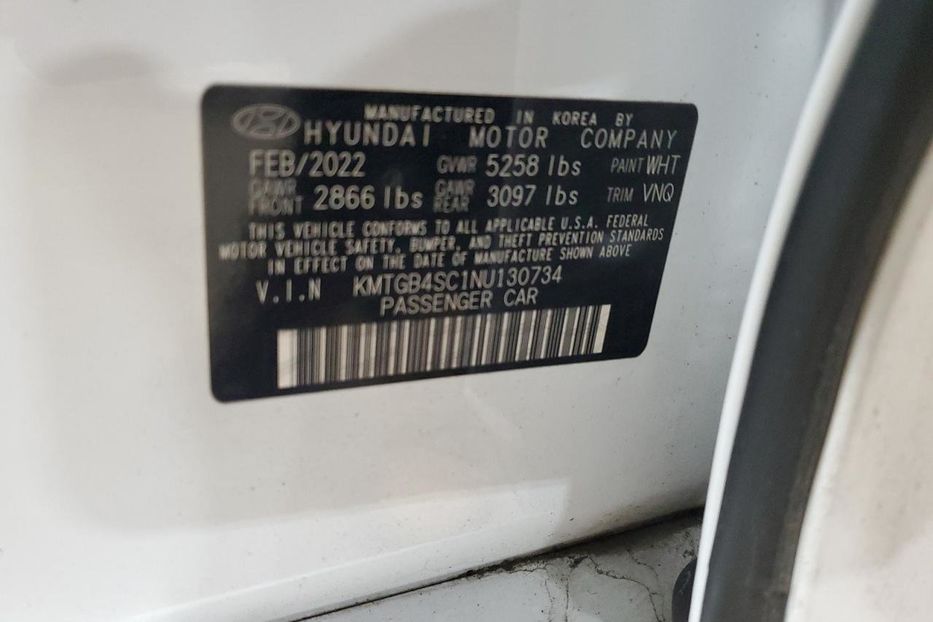 MANUFACTURED IN KOREA BY
HYUNDAI MOTOR COMPANY
FEB/2022 GVWR 5258 lbs PAINT WHT
GAWR FRONT 2866 lbs GAWR REAR 3097 lbs TRIM VNQ
THIS VEHICLE CONFORMS TO ALL APPLICABLE U.S.A. FEDERAL
MOTOR VEHICLE SAFETY, BUMPER, AND THEFT PREVENTION STANDARDS
IN EFFECT ON THE DATE OF MANUFACTURE SHOWN ABOVE
V.I.N KMTGB4SC1NU130734
PASSENGER CAR